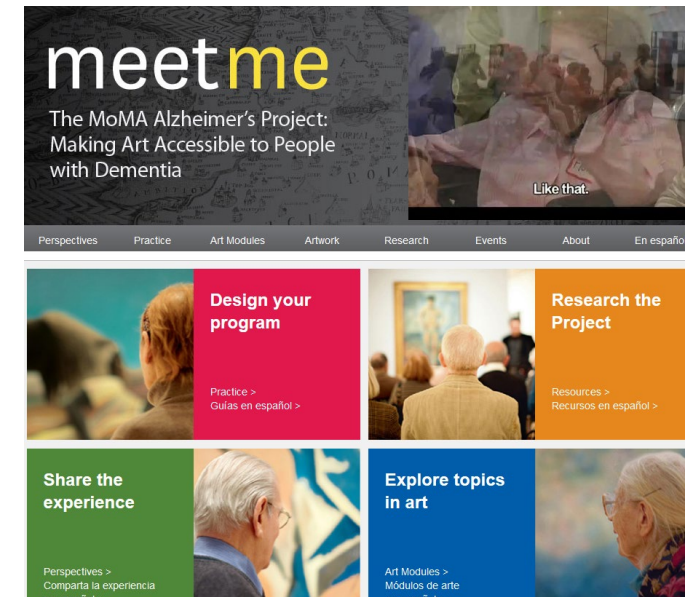 meetme
The MoMA Alzheimer's Project:
Making Art Accessible to People
with Dementia
Like that.
Perspectives Practice Art Modules Artwork Research Events About En españo
Design your
program
Practice >
Guías en español >
Research the
Project
Resources >
Recursos en español >
Share the
experience
Perspectives >
Comparta la experiencia
Explore topics
in art
Art Modules >
Módulos de arte